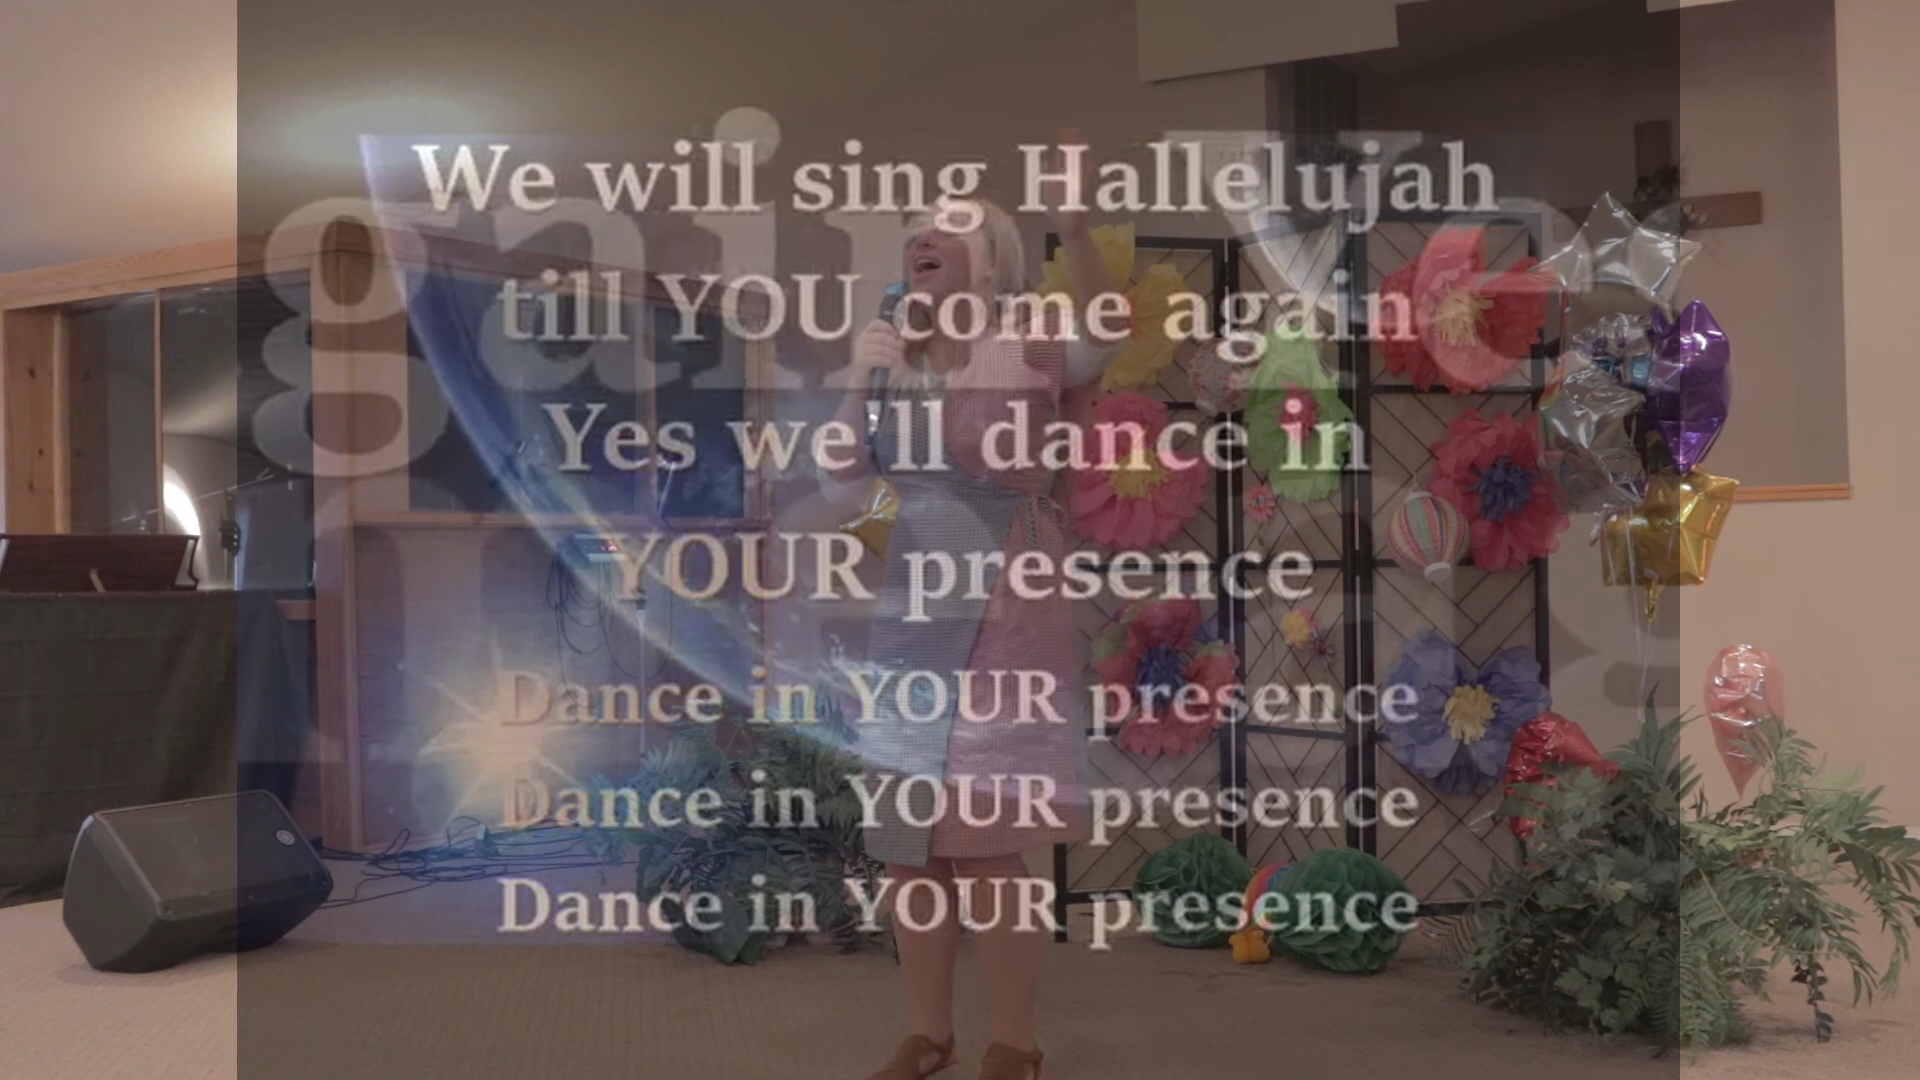 We will sing Hallelujah
till YOU come again
Yes we'll dance in
YOUR presence
Dance in YOUR presence
Dance in YOUR presence
Dance in YOUR presence